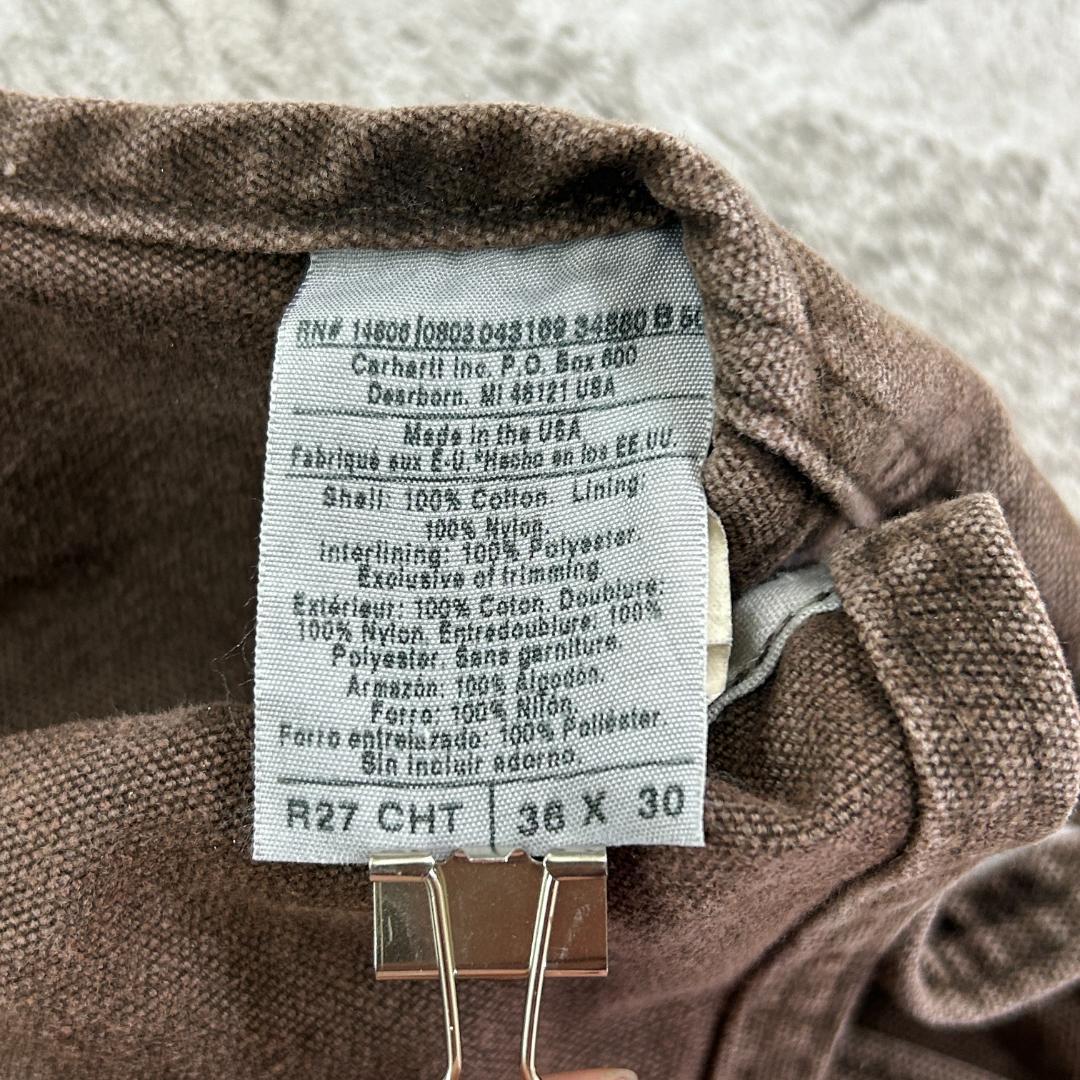 RN# 14806/0803 043169 34880 B 50
Carhartt Inc. P.O. Box 600
Dearborn, MI 48121 USA
Made in the USA
Fabriqué aux É-U.*Hecho en los EE UU.
Shell: 100% Cotton. Lining:
100% Nylon.
Interlining: 100% Polyester.
Exclusive of trimming
Extérieur: 100% Coton. Doublure:
100% Nylon. Entredoublure: 100%
Polyester. Sans garniture.
Armazón: 100% Algodón.
Forro: 100% Nilón.
Forro entrelazado: 100% Poliéster.
Sin incluir adorno.
R27 CHT 36 X 30